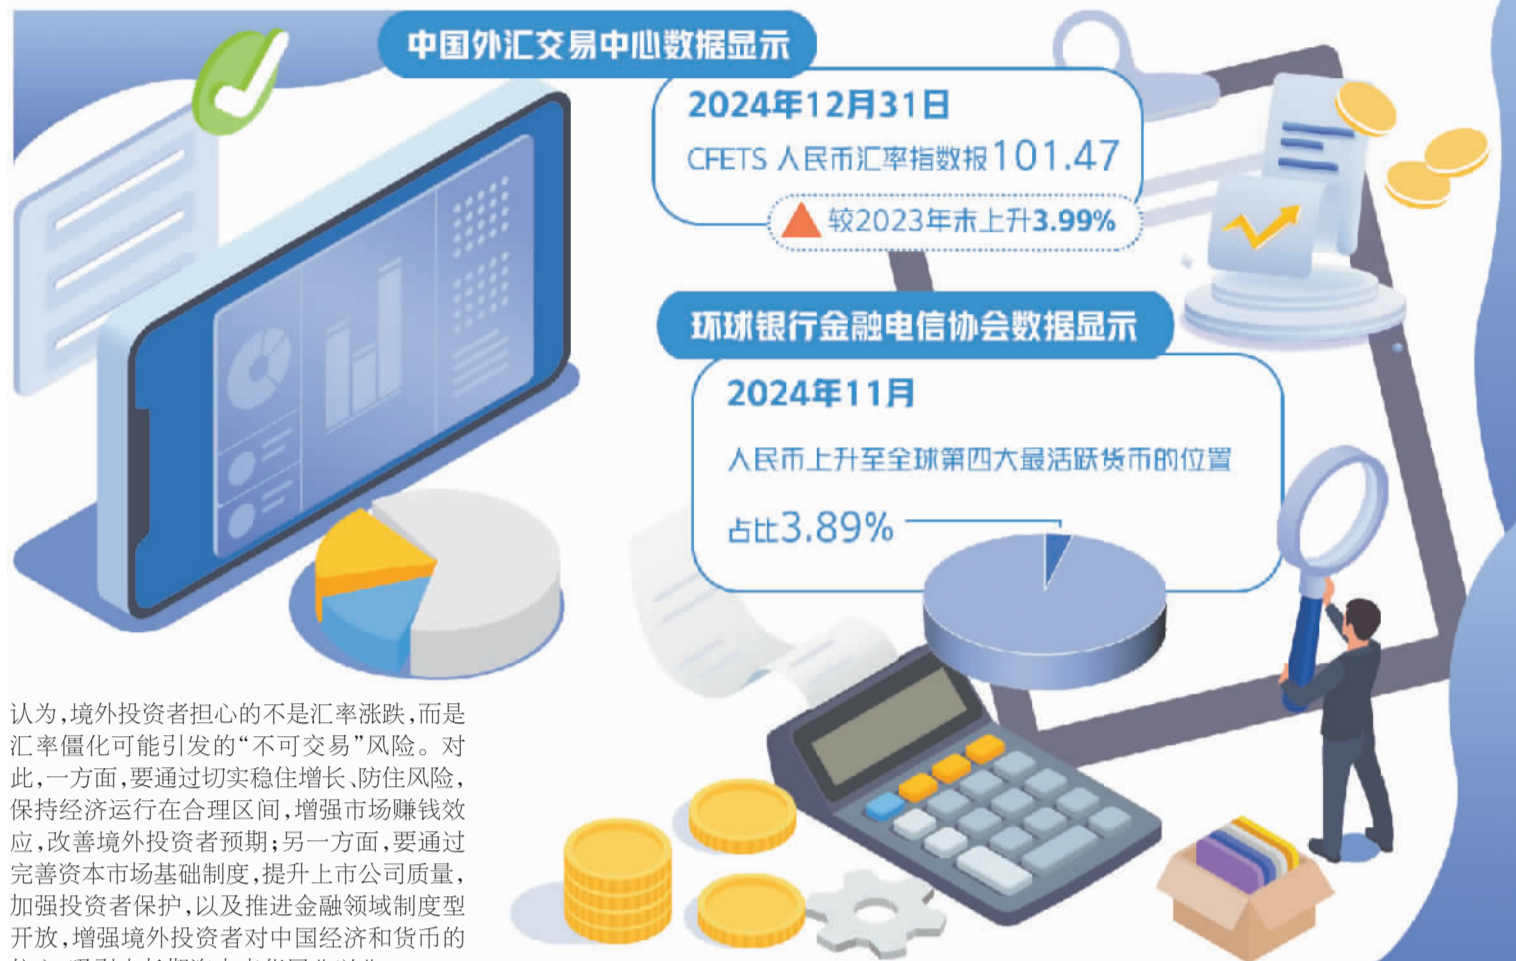 中国外汇交易中心数据显示
2024年12月31日
CFETS 人民币汇率指数报101.47
较2023年末上升3.99%
环球银行金融电信协会数据显示
2024年11月
人民币上升至全球第四大最活跃货币的位置
占比3.89%
认为,境外投资者担心的不是汇率涨跌,而是
汇率僵化可能引发的“不可交易”风险。对
此,一方面,要通过切实稳住增长、防住风险,
保持经济运行在合理区间,增强市场赚钱效
应,改善境外投资者预期;另一方面,要通过
完善资本市场基础制度,提升上市公司质量,
加强投资者保护,以及推进金融领域制度型
开放,增强境外投资者对中国经济和货币的